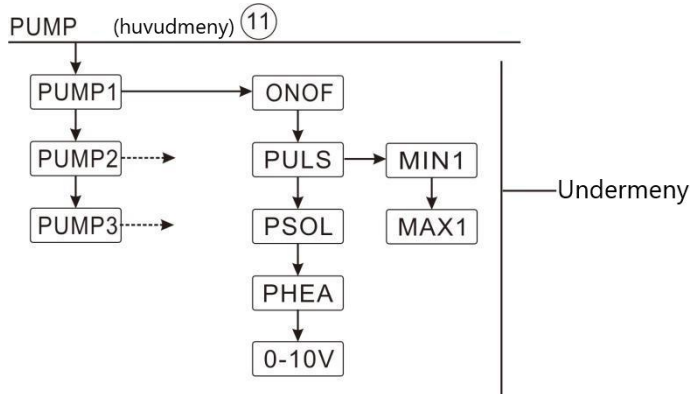 PUMP (huvudmeny) 11
PUMP1 ONOF
PUMP2 PULS MIN1
Undermeny
PUMP3 PSOL MAX1
PHEA
0-10V